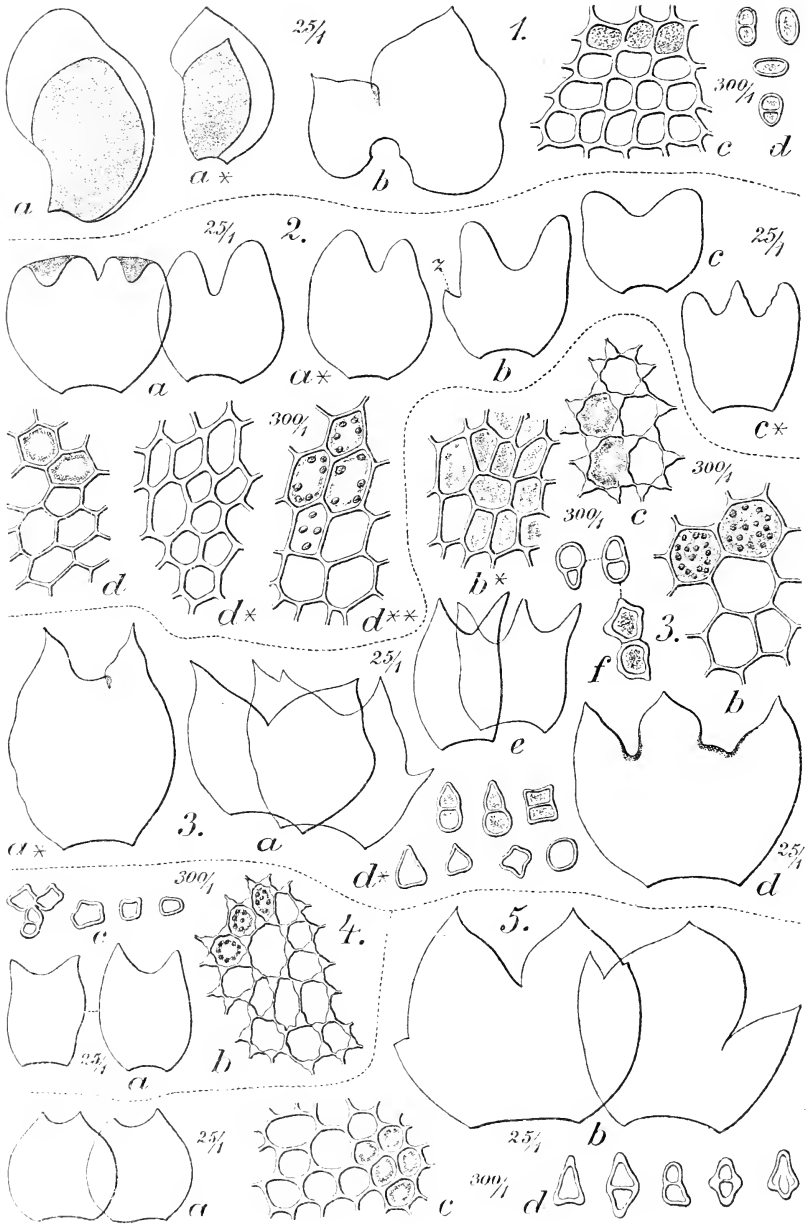 25/1 1.
300/1
a a* b c d
25/1 2. 25/1
z c
a a* b
c*
300/1
300/1
c
300/1
d d* d** b*
f 3. b
25/1
e
3.
a* a
d* d 25/1
300/1
c 4. 5.
25/1 a b
25/1 b
25/1
a c 300/1 d